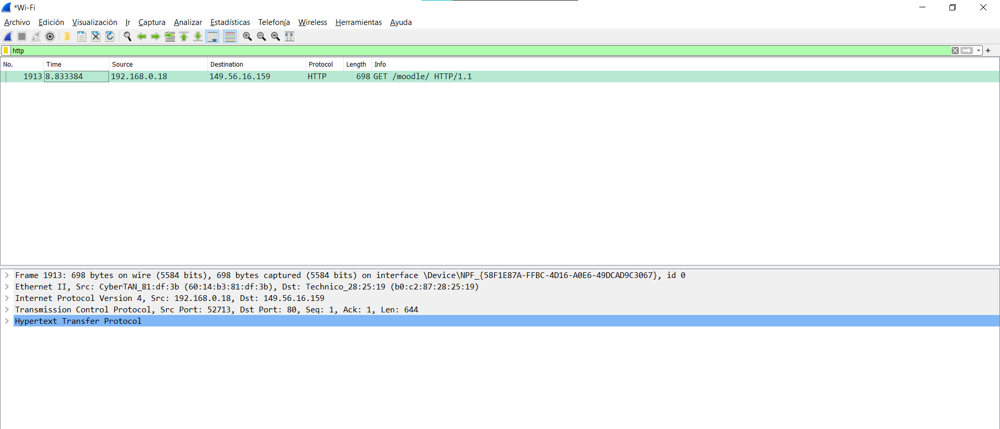 *Wi-Fi
Archivo Edición Visualización Ir Captura Analizar Estadísticas Telefonía Wireless Herramientas Ayuda
http
No. Time Source Destination Protocol Length Info
1913 8.833384 192.168.0.18 149.56.16.159 HTTP 698 GET /moodle/ HTTP/1.1
Frame 1913: 698 bytes on wire (5584 bits), 698 bytes captured (5584 bits) on interface \Device\NPF_{58F1E87A-FFBC-4D16-A0E6-49DCAD9C3067}, id 0
Ethernet II, Src: CyberTAN_81:df:3b (60:14:b3:81:df:3b), Dst: Technico_28:25:19 (b0:c2:87:28:25:19)
Internet Protocol Version 4, Src: 192.168.0.18, Dst: 149.56.16.159
Transmission Control Protocol, Src Port: 52713, Dst Port: 80, Seq: 1, Ack: 1, Len: 644
Hypertext Transfer Protocol